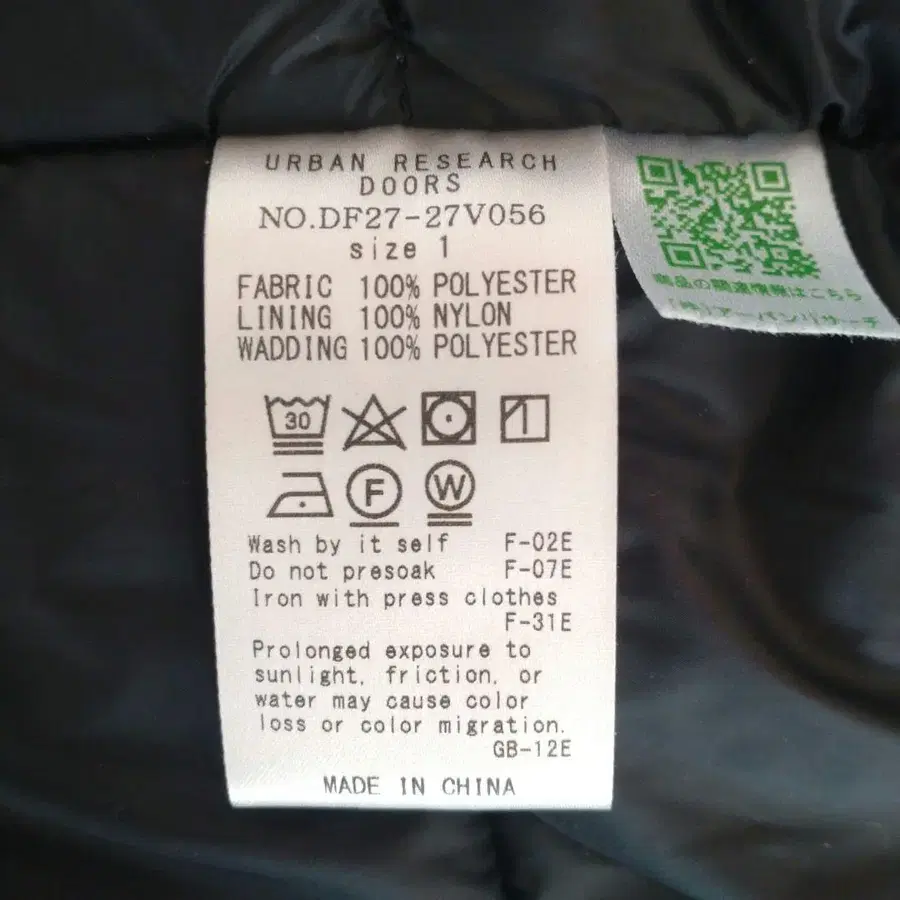 URBAN RESEARCH
DOORS
NO.DF27-27V056
size 1
FABRIC 100% POLYESTER
LINING 100% NYLON
WADDING 100% POLYESTER
30
F W
Wash by it self F-02E
Do not presoak F-07E
Iron with press clothes
F-31E
Prolonged exposure to
sunlight, friction, or
water may cause color
loss or color migration.
GB-12E
MADE IN CHINA
商品の関連情報はこちら
(株)アーバンリサーチ